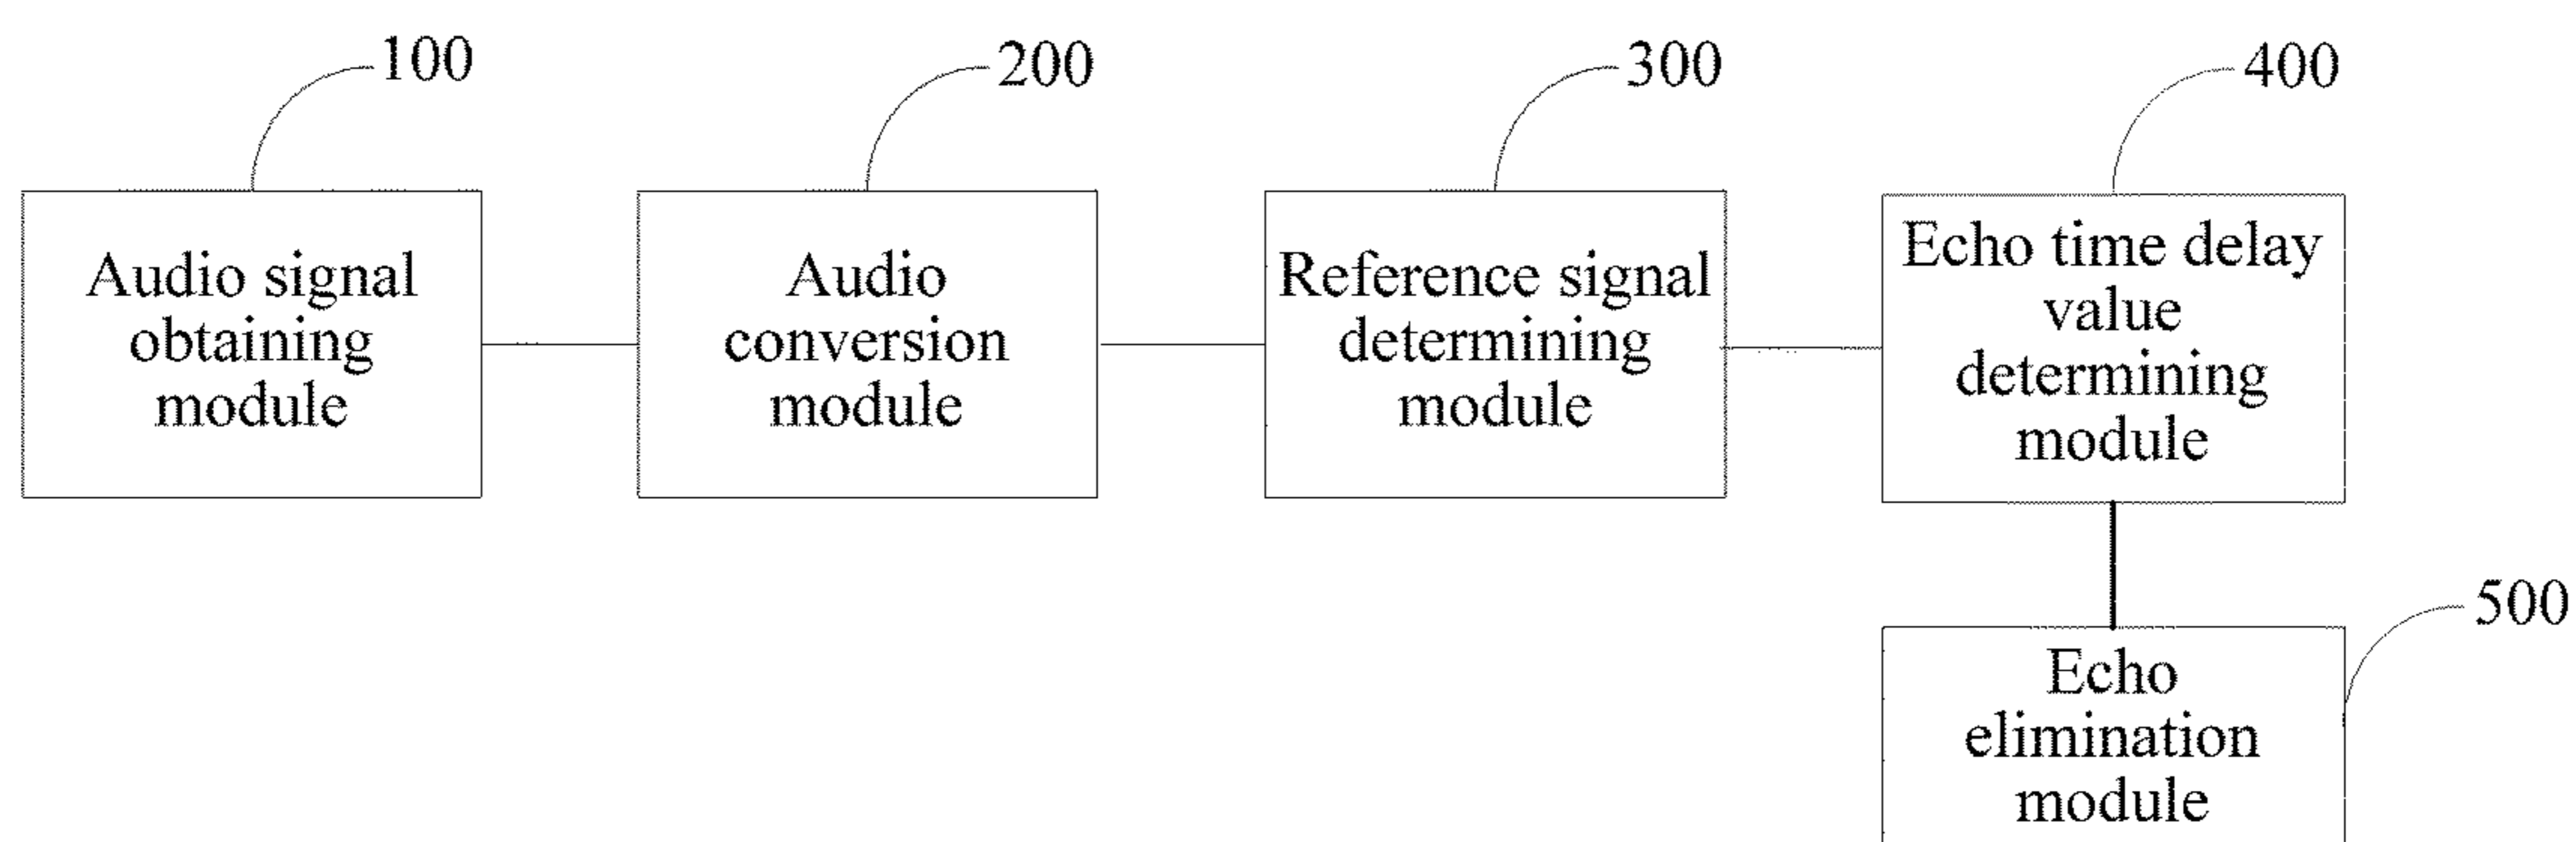 100
200
300
400
Audio signal
obtaining
module
Audio
conversion
module
Reference signal
determining
module
Echo time delay
value
determining
module
500
Echo
elimination
module